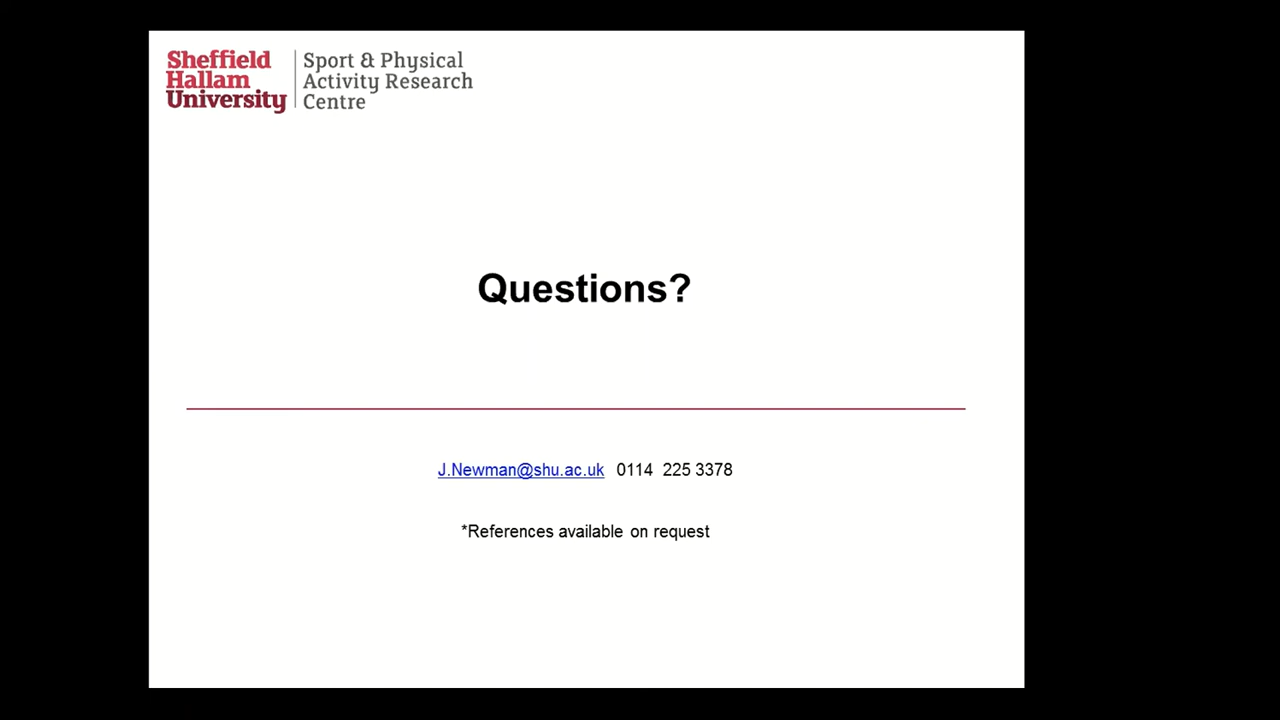 Sheffield
Hallam
University
Sport & Physical
Activity Research
Centre
Questions?
J.Newman@shu.ac.uk 0114 225 3378
*References available on request